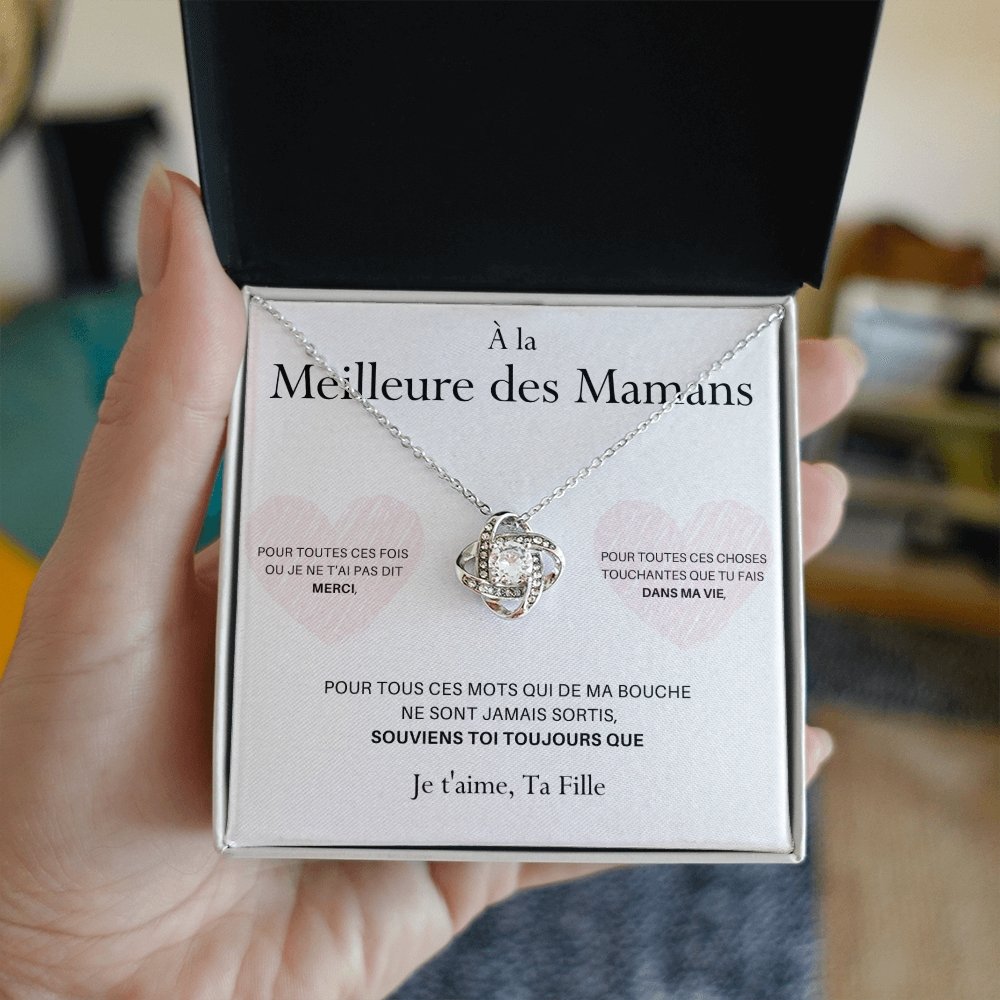 À la
Meilleure des Mamans
POUR TOUTES CES FOIS
OU JE NE T'AI PAS DIT
MERCI,
POUR TOUTES CES CHOSES
TOUCHANTES QUE TU FAIS
DANS MA VIE,
POUR TOUS CES MOTS QUI DE MA BOUCHE
NE SONT JAMAIS SORTIS,
SOUVIENS TOI TOUJOURS QUE
Je t'aime, Ta Fille